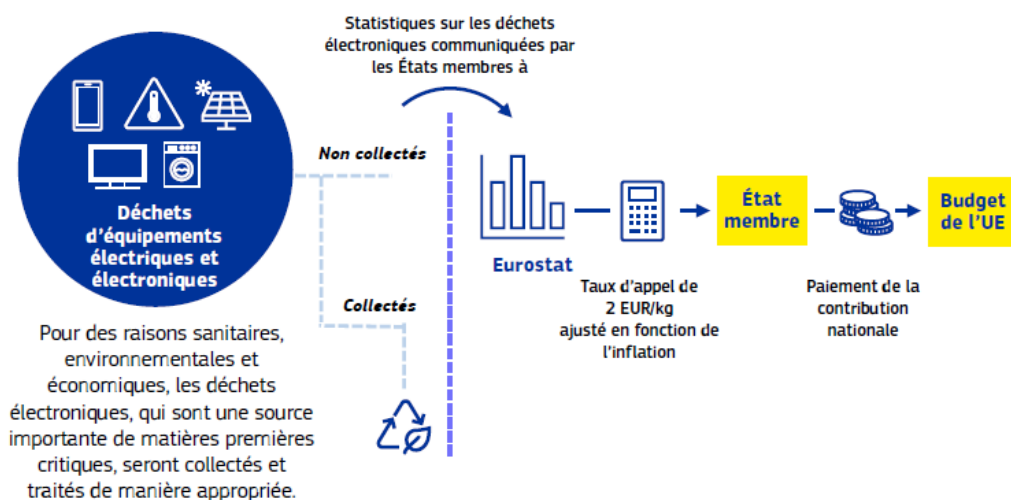 Statistiques sur les déchets
électroniques communiquées par
les États membres à
Déchets
d'équipements
électriques et
électroniques
Pour des raisons sanitaires,
environnementales et
économiques, les déchets
électroniques, qui sont une source
importante de matières premières
critiques, seront collectés et
traités de manière appropriée.
Non collectés
Collectés
Eurostat
Taux d'appel de
2 EUR/kg
ajusté en fonction de
l'inflation
État
membre
Paiement de la
contribution
nationale
Budget
de l'UE